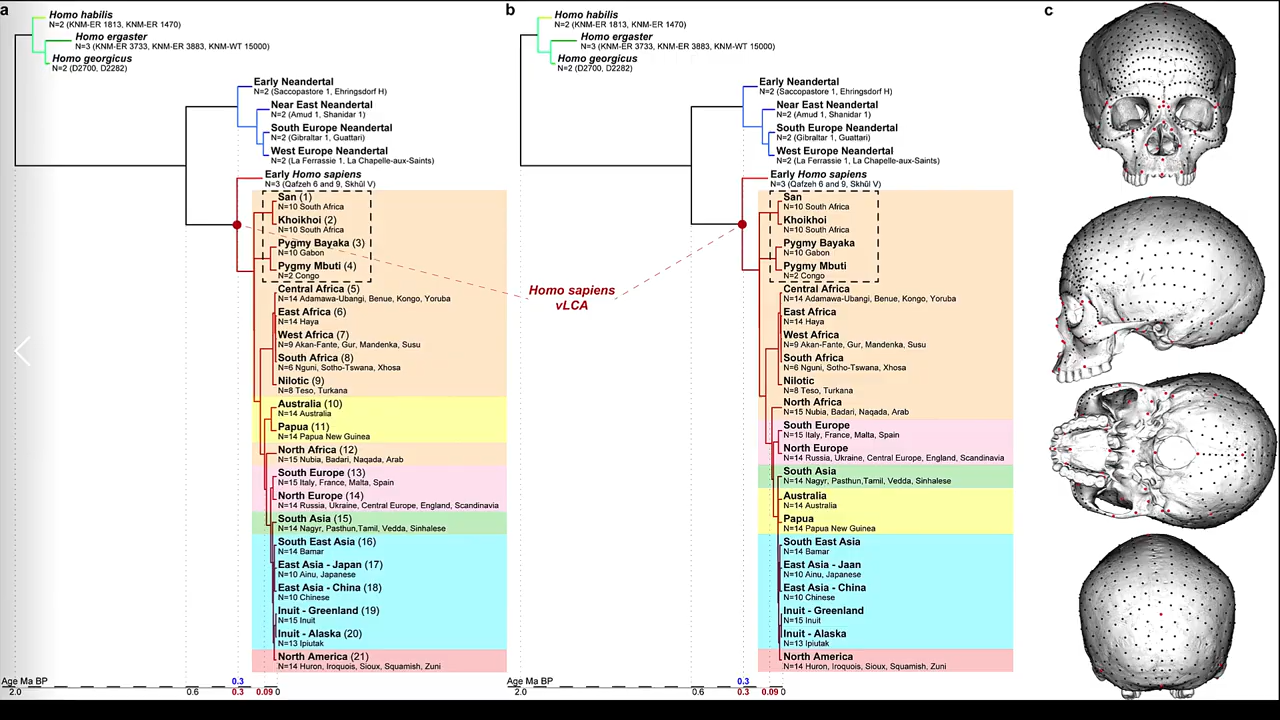 a
Homo habilis
N=2 (KNM-ER 1813, KNM-ER 1470)
Homo ergaster
N=3 (KNM-ER 3733, KNM-ER 3883, KNM-WT 15000)
Homo georgicus
N=2 (D2700, D2282)
Early Neandertal
N=2 (Saccopastore 1, Ehringsdorf H)
Near East Neandertal
N=2 (Amud 1, Shanidar 1)
South Europe Neandertal
N=2 (Gibraltar 1, Guattari)
West Europe Neandertal
N=2 (La Ferrassie 1, La Chapelle-aux-Saints)
Early Homo sapiens
N=3 (Qafzeh 6 and 9, Skhūl V)
San (1)
N=10 South Africa
Khoikhoi (2)
N=10 South Africa
Pygmy Bayaka (3)
N=10 Gabon
Pygmy Mbuti (4)
N=2 Congo
Central Africa (5)
N=14 Adamawa-Ubangi, Benue, Kongo, Yoruba
East Africa (6)
N=14 Haya
West Africa (7)
N=9 Akan-Fante, Gur, Mandenka, Susu
South Africa (8)
N=6 Nguni, Sotho-Tswana, Xhosa
Nilotic (9)
N=8 Teso, Turkana
Australia (10)
N=14 Australia
Papua (11)
N=14 Papua New Guinea
North Africa (12)
N=15 Nubia, Badari, Naqada, Arab
South Europe (13)
N=15 Italy, France, Malta, Spain
North Europe (14)
N=14 Russia, Ukraine, Central Europe, England, Scandinavia
South Asia (15)
N=14 Nagyr, Pasthun,Tamil, Vedda, Sinhalese
South East Asia (16)
N=14 Bamar
East Asia - Japan (17)
N=10 Ainu, Japanese
East Asia - China (18)
N=10 Chinese
Inuit - Greenland (19)
N=15 Inuit
Inuit - Alaska (20)
N=13 Ipiutak
North America (21)
N=14 Huron, Iroquois, Sioux, Squamish, Zuni
Age Ma BP
0.3
2.0 0.6 0.3 0.09 0
Homo sapiens
vLCA
b
Homo habilis
N=2 (KNM-ER 1813, KNM-ER 1470)
Homo ergaster
N=3 (KNM-ER 3733, KNM-ER 3883, KNM-WT 15000)
Homo georgicus
N=2 (D2700, D2282)
Early Neandertal
N=2 (Saccopastore 1, Ehringsdorf H)
Near East Neandertal
N=2 (Amud 1, Shanidar 1)
South Europe Neandertal
N=2 (Gibraltar 1, Guattari)
West Europe Neandertal
N=2 (La Ferrassie 1, La Chapelle-aux-Saints)
Early Homo sapiens
N=3 (Qafzeh 6 and 9, Skhūl V)
San
N=10 South Africa
Khoikhoi
N=10 South Africa
Pygmy Bayaka
N=10 Gabon
Pygmy Mbuti
N=2 Congo
Central Africa
N=14 Adamawa-Ubangi, Benue, Kongo, Yoruba
East Africa
N=14 Haya
West Africa
N=9 Akan-Fante, Gur, Mandenka, Susu
South Africa
N=6 Nguni, Sotho-Tswana, Xhosa
Nilotic
N=8 Teso, Turkana
North Africa
N=15 Nubia, Badari, Naqada, Arab
South Europe
N=15 Italy, France, Malta, Spain
North Europe
N=14 Russia, Ukraine, Central Europe, England, Scandinavia
South Asia
N=14 Nagyr, Pasthun,Tamil, Vedda, Sinhalese
Australia
N=14 Australia
Papua
N=14 Papua New Guinea
South East Asia
N=14 Bamar
East Asia - Jaan
N=10 Ainu, Japanese
East Asia - China
N=10 Chinese
Inuit - Greenland
N=15 Inuit
Inuit - Alaska
N=13 Ipiutak
North America
N=14 Huron, Iroquois, Sioux, Squamish, Zuni
Age Ma BP
0.3
2.0 0.6 0.3 0.09 0
c